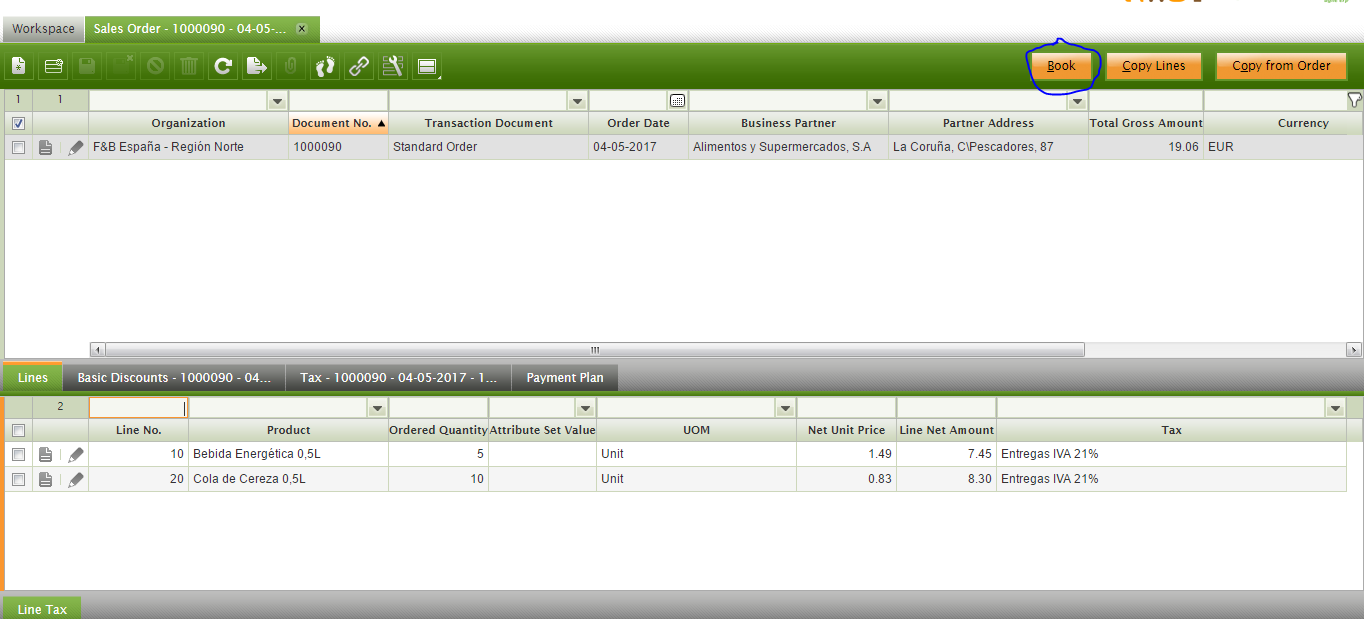 Workspace
Sales Order - 1000090 - 04-05-...
Book
Copy Lines
Copy from Order
1 1
Organization Document No. Transaction Document Order Date Business Partner Partner Address Total Gross Amount Currency
F&B España - Región Norte 1000090 Standard Order 04-05-2017 Alimentos y Supermercados, S.A La Coruña, C\Pescadores, 87 19.06 EUR
Lines
Basic Discounts - 1000090 - 04...
Tax - 1000090 - 04-05-2017 - 1...
Payment Plan
2
Line No. Product Ordered Quantity Attribute Set Value UOM Net Unit Price Line Net Amount Tax
10 Bebida Energética 0,5L 5 Unit 1.49 7.45 Entregas IVA 21%
20 Cola de Cereza 0,5L 10 Unit 0.83 8.30 Entregas IVA 21%
Line Tax